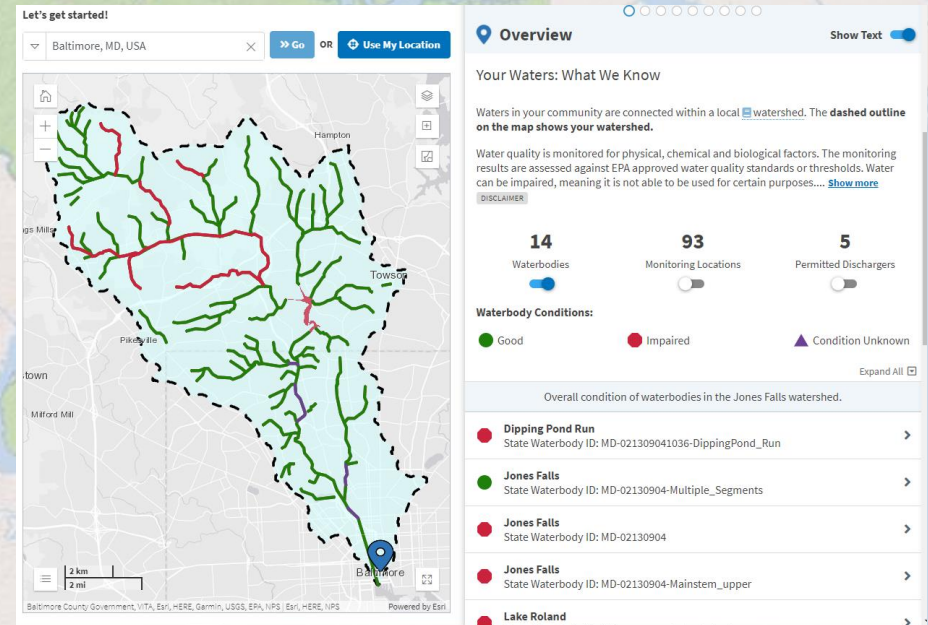 Let's get started!
Baltimore, MD, USA
Go
OR
Use My Location
Hampton
gs Mills
Towson
Pikesville
town
Milford Mill
2 km
2 mi
Baltimore
Baltimore County Government, VITA, Esri, HERE, Garmin, USGS, EPA, NPS | Esri, HERE, NPS
Powered by Esri
Overview
Show Text
Your Waters: What We Know
Waters in your community are connected within a local watershed. The dashed outline
on the map shows your watershed.
Water quality is monitored for physical, chemical and biological factors. The monitoring
results are assessed against EPA approved water quality standards or thresholds. Water
can be impaired, meaning it is not able to be used for certain purposes.... Show more
DISCLAIMER
14
Waterbodies
93
Monitoring Locations
5
Permitted Dischargers
Waterbody Conditions:
Good
Impaired
Condition Unknown
Expand All
Overall condition of waterbodies in the Jones Falls watershed.
Dipping Pond Run
State Waterbody ID: MD-021309041036-DippingPond_Run
Jones Falls
State Waterbody ID: MD-02130904-Multiple_Segments
Jones Falls
State Waterbody ID: MD-02130904
Jones Falls
State Waterbody ID: MD-02130904-Mainstem_upper
Lake Roland